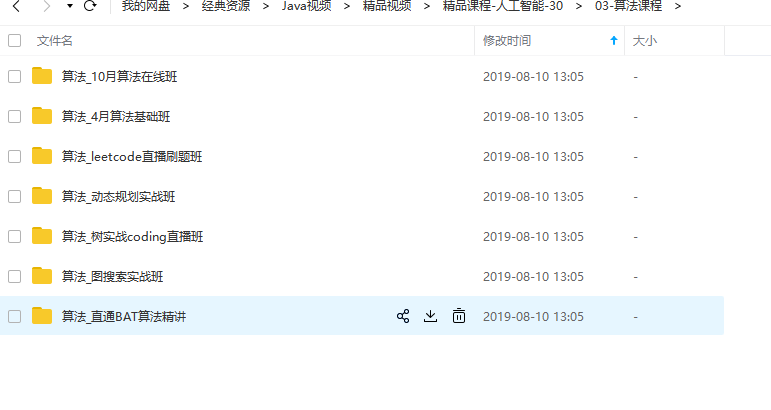 我的网盘 > 经典资源 > Java视频 > 精品视频 > 精品课程-人工智能-30 > 03-算法课程 >
文件名 修改时间 大小
算法_10月算法在线班 2019-08-10 13:05 -
算法_4月算法基础班 2019-08-10 13:05 -
算法_leetcode直播刷题班 2019-08-10 13:05 -
算法_动态规划实战班 2019-08-10 13:05 -
算法_树实战coding直播班 2019-08-10 13:05 -
算法_图搜索实战班 2019-08-10 13:05 -
算法_直通BAT算法精讲 2019-08-10 13:05 -